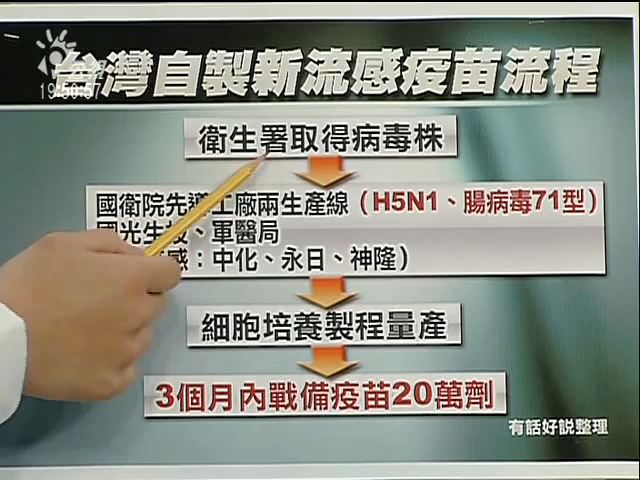 公視
19:50:57
台灣自製新流感疫苗流程
衛生署取得病毒株
國衛院先導工廠兩生產線（H5N1、腸病毒71型）
國光生技、軍醫局
感：中化、永日、神隆）
細胞培養製程量產
3個月內戰備疫苗20萬劑
有話好說整理